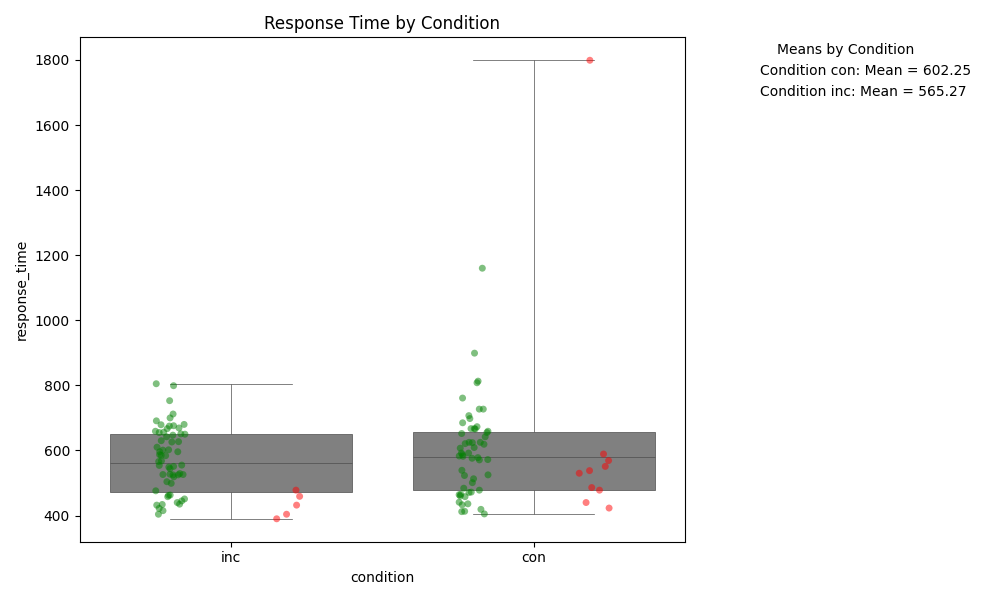 Response Time by Condition
Means by Condition
Condition con: Mean = 602.25
Condition inc: Mean = 565.27
response_time
1800
1600
1400
1200
1000
800
600
400
inc
con
condition